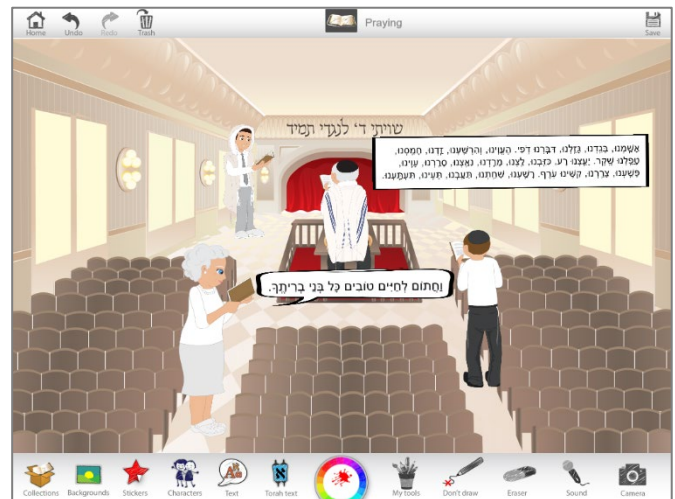 Home Undo Redo Trash Praying Save
שויתי ד' לנגדי תמיד
אָשַׁמְנוּ, בָּגַדְנוּ, גָּזַלְנוּ, דִּבַּרְנוּ דֹפִי. הֶעֱוִינוּ, וְהִרְשַׁעְנוּ, זַדְנוּ, חָמַסְנוּ,
טָפַלְנוּ שֶׁקֶר. יָעַצְנוּ רַע, כִּזַּבְנוּ, לַצְנוּ, מָרַדְנוּ, נִאַצְנוּ, סָרַרְנוּ, עָוִינוּ,
פָּשַׁעְנוּ, צָרַרְנוּ, קִשִּׁינוּ עֹרֶף. רָשַׁעְנוּ, שִׁחַתְנוּ, תִּעַבְנוּ, תָּעִינוּ, תִּעְתָּעְנוּ.
וַחֲתוֹם לְחַיִּים טוֹבִים כָּל בְּנֵי בְרִיתֶךָ.
Collections Backgrounds Stickers Characters Text Torah text My tools Don't draw Eraser Sound Camera